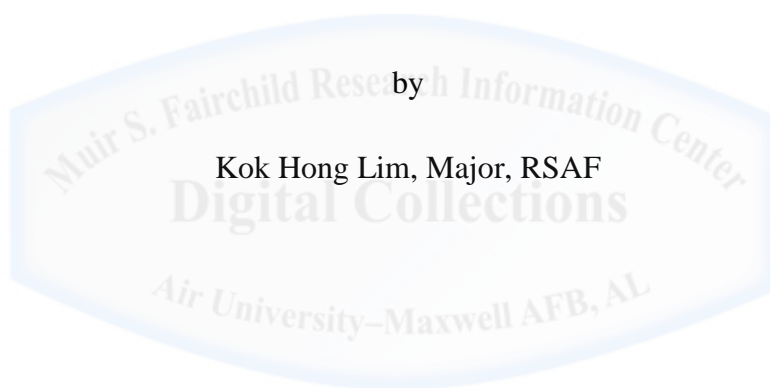 by
Muir S. Fairchild Research Information Center
Kok Hong Lim, Major, RSAF
Digital Collections
Air University–Maxwell AFB, AL